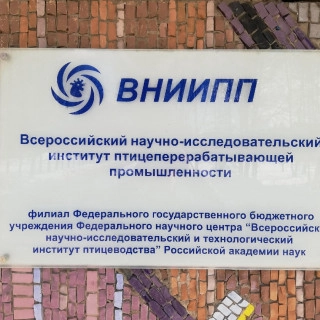 ВНИИПП
Всероссийский научно-исследовательский
институт птицеперерабатывающей
промышленности
филиал Федерального государственного бюджетного
учреждения Федерального научного центра "Всероссийск
научно-исследовательский и технологический
институт птицеводства" Российской академии наук